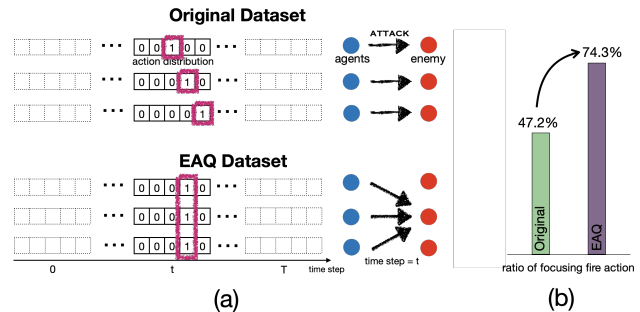 Original Dataset
ATTACK
··· 0 0 1 0 0 ···
action distribution
agents
enemy
··· 0 0 0 1 0 ···
··· 0 0 0 0 1 ···
EAQ Dataset
··· 0 0 0 1 0 ···
··· 0 0 0 1 0 ···
··· 0 0 0 1 0 ···
0
t
T
time step
time step = t
(a)
74.3%
47.2%
Original
EAQ
ratio of focusing fire action
(b)